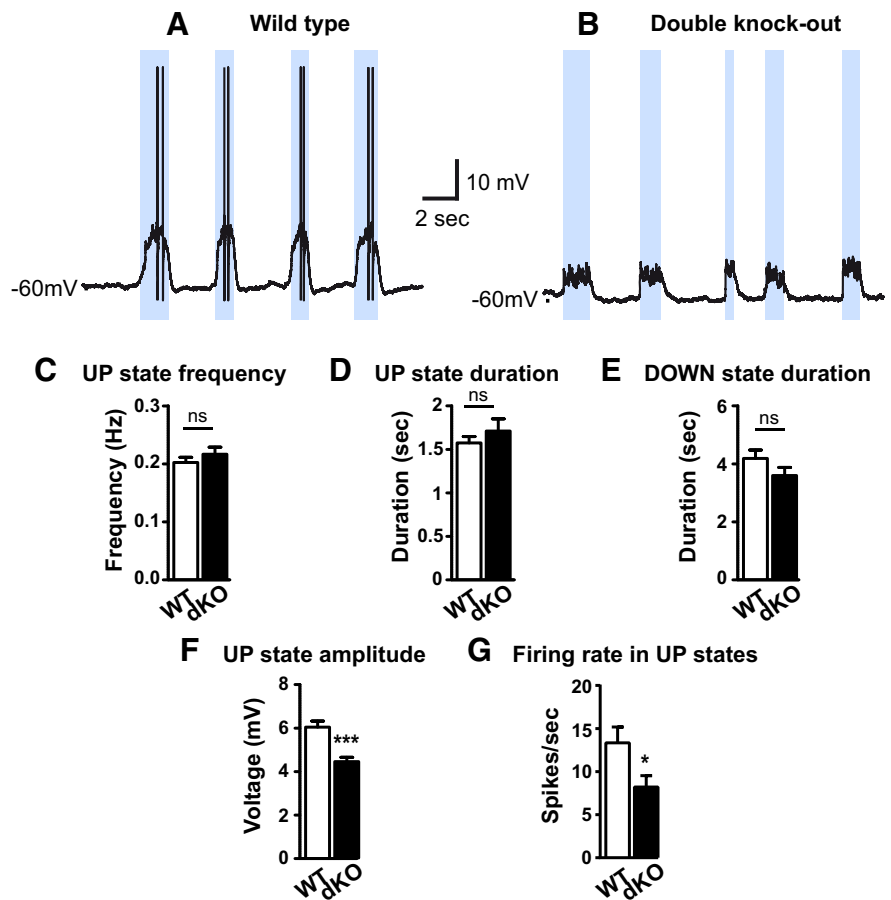 A Wild type
B Double knock-out
10 mV
2 sec
-60mV
-60mV
C UP state frequency
Frequency (Hz)
0.3
0.2
0.1
0.0
ns
WT
dKO
D UP state duration
Duration (sec)
2
1.5
1
0.5
0
ns
WT
dKO
E DOWN state duration
Duration (sec)
6
4
2
0
ns
WT
dKO
F UP state amplitude
Voltage (mV)
8
6
4
2
0
***
WT
dKO
G Firing rate in UP states
Spikes/sec
20
15
10
5
0
*
WT
dKO